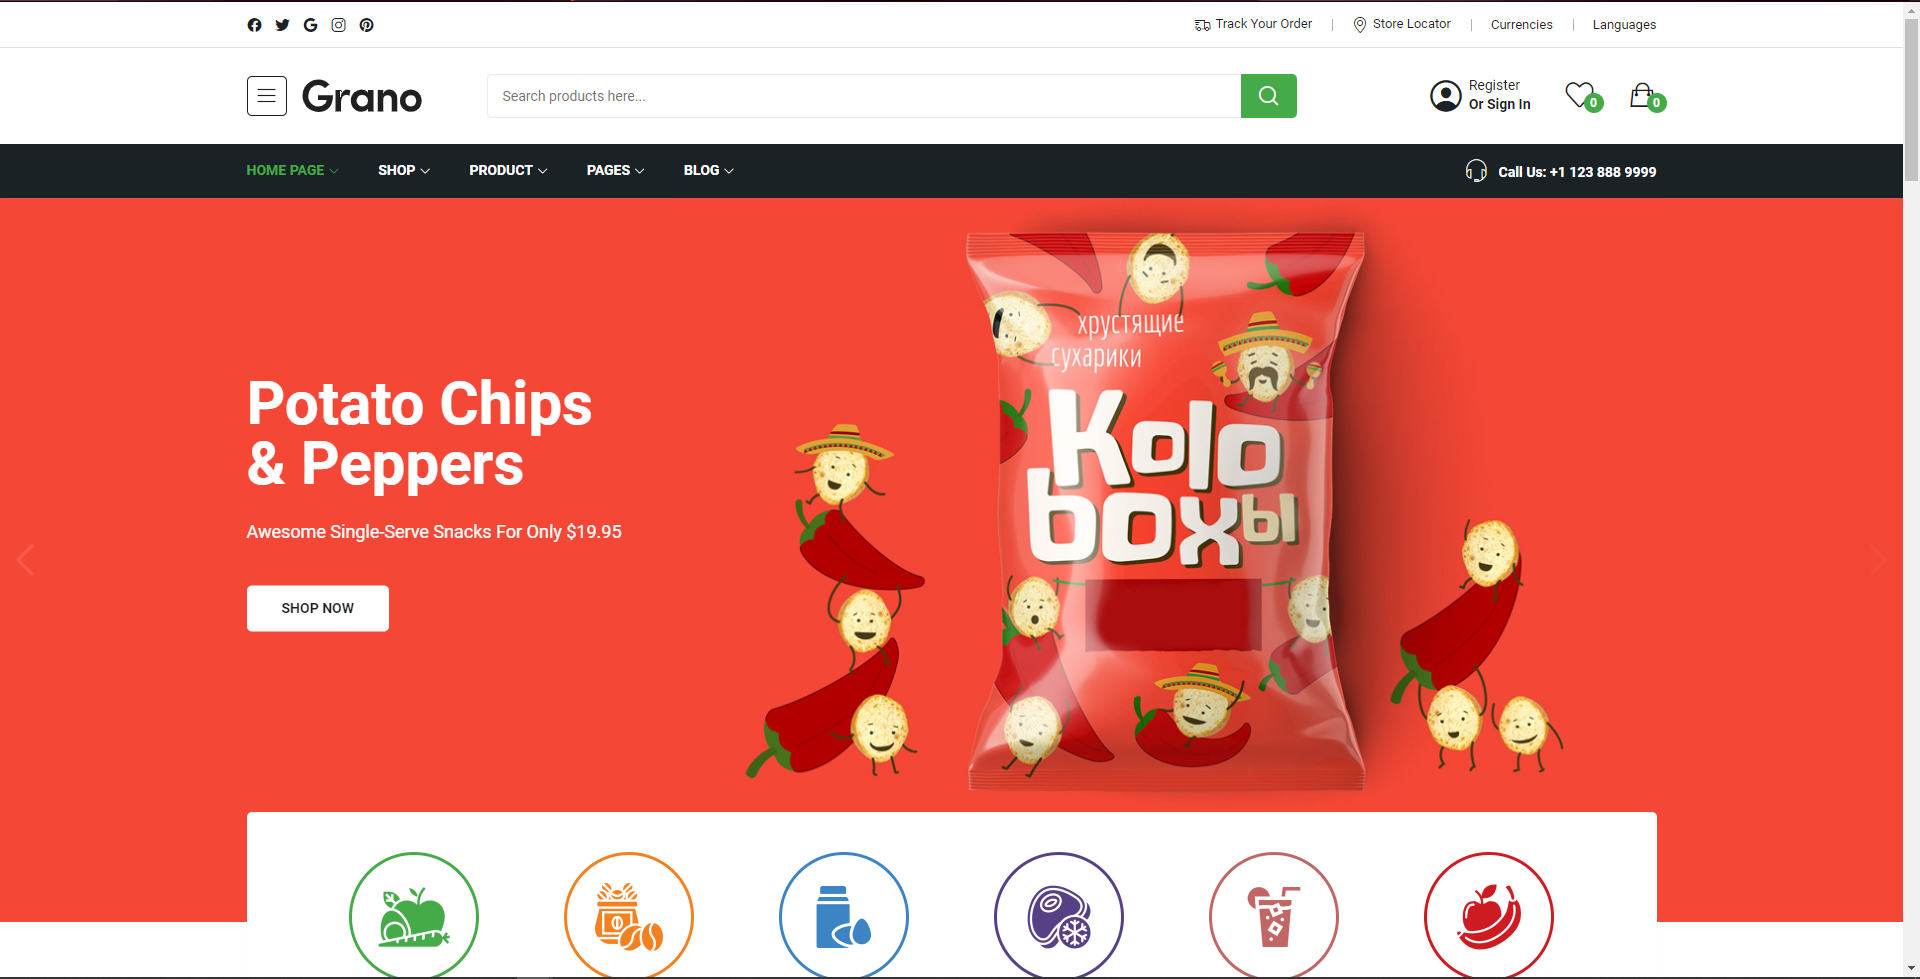 Track Your Order
Store Locator
Currencies
Languages
Grano
Search products here...
Register
Or Sign In
0
0
HOME PAGE
SHOP
PRODUCT
PAGES
BLOG
Call Us: +1 123 888 9999
Potato Chips
& Peppers
Awesome Single-Serve Snacks For Only $19.95
SHOP NOW
хрустящие
сухарики
Kolo
boxы